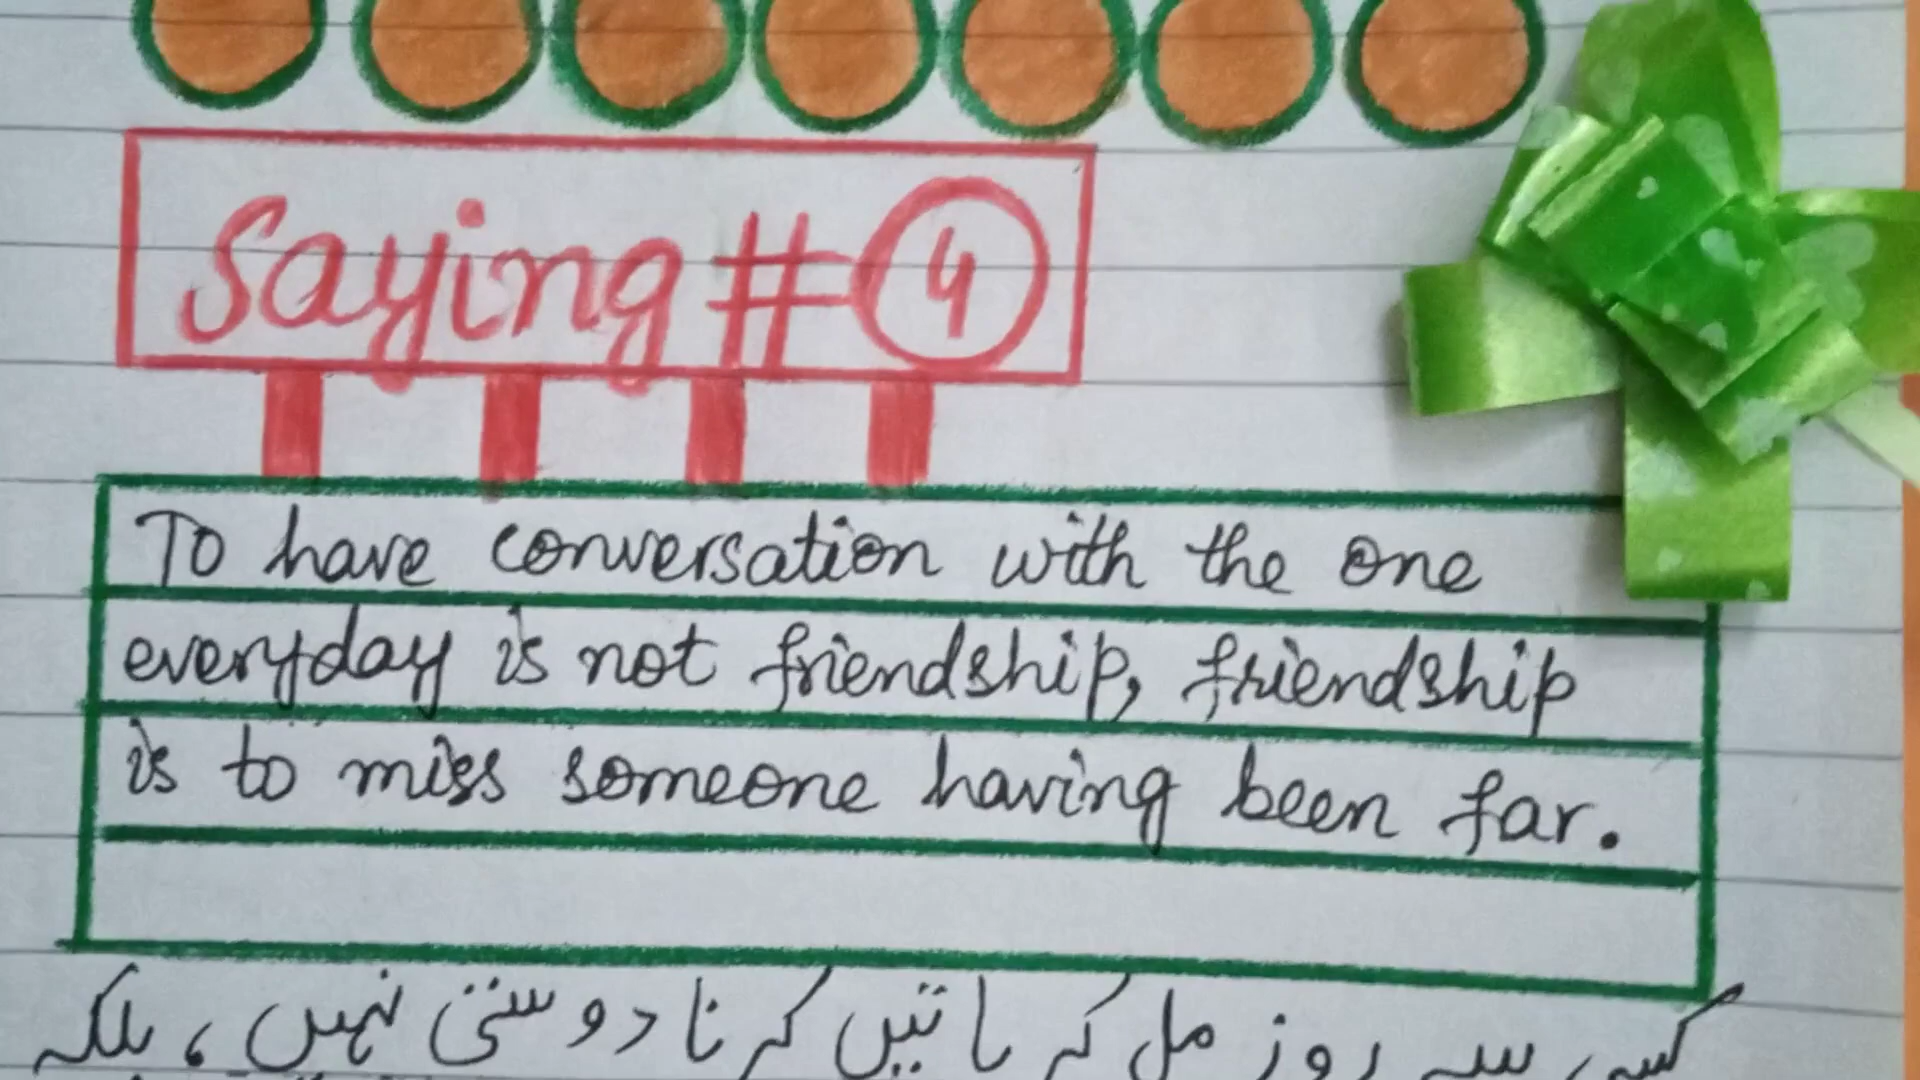 Saying # 4
To have conversation with the one
everyday is not friendship, friendship
is to miss someone having been far.
کسی سے روز مل کر باتیں کرنا دوستی نہیں، بلکہ